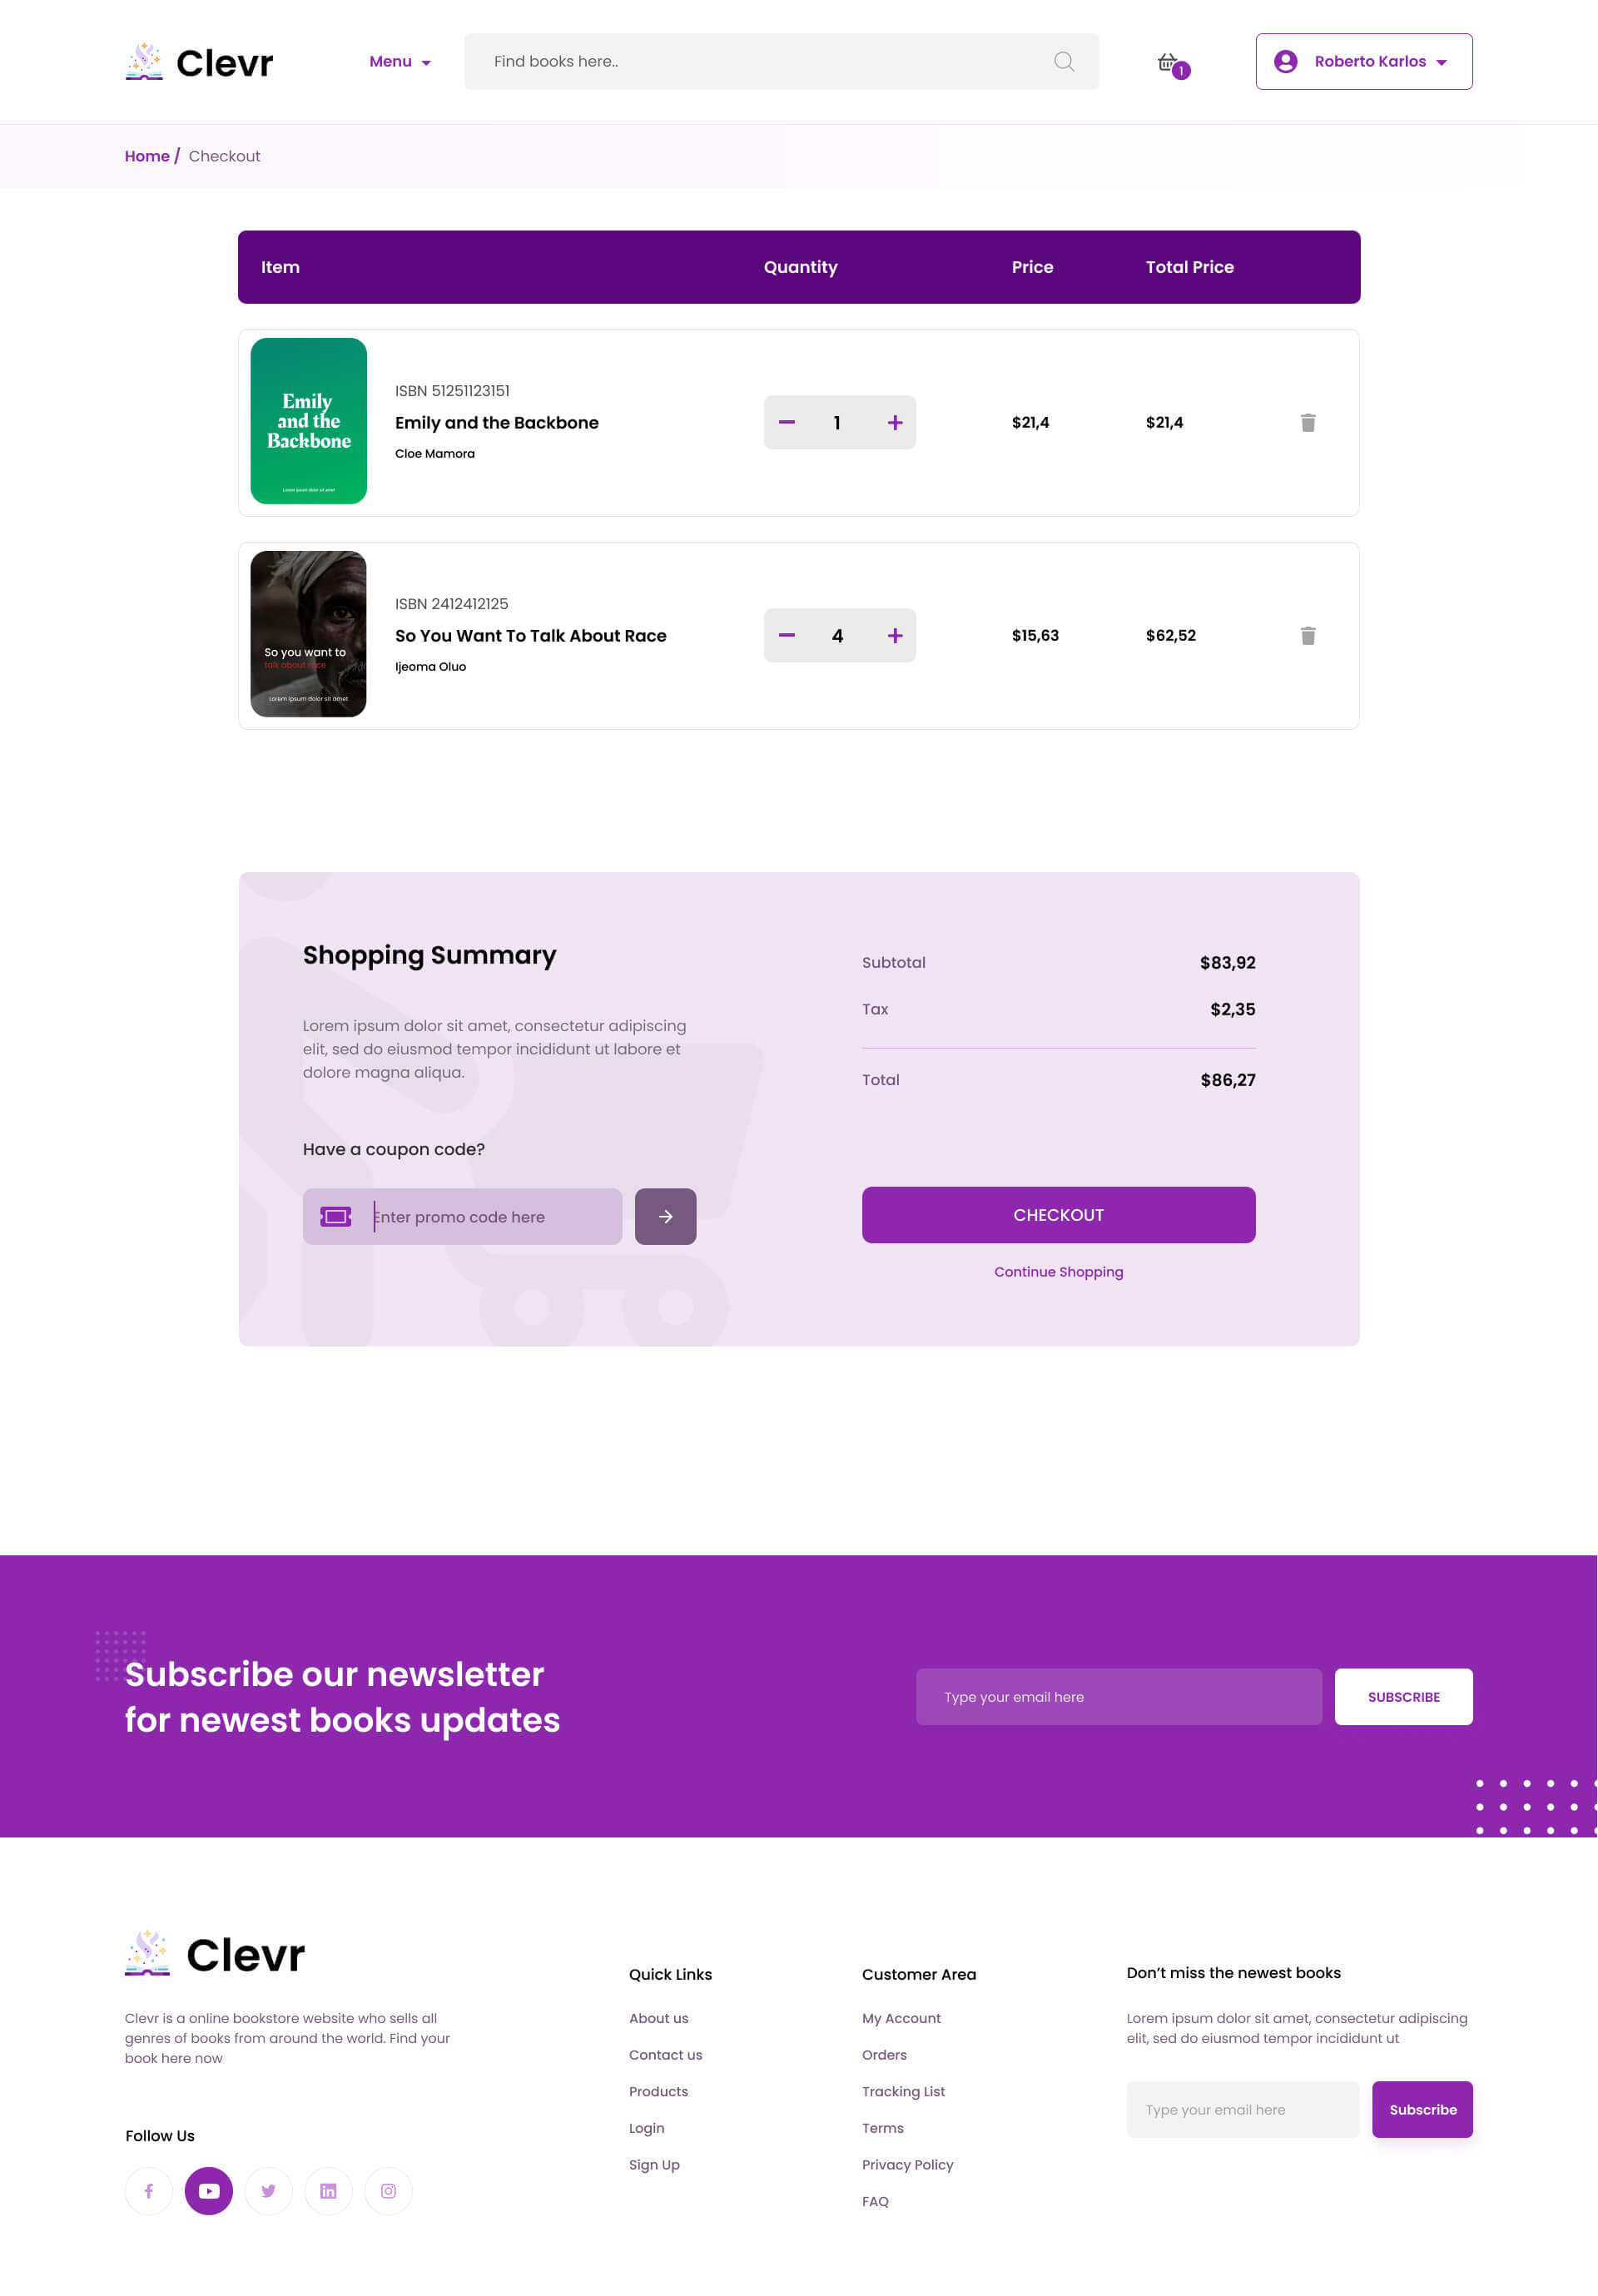 Clevr
Menu
Find books here..
1
Roberto Karlos
Home / Checkout
Item Quantity Price Total Price
Emily
and the
Backbone
Lorem ipsum dolor sit amet
ISBN 51251123151
Emily and the Backbone
Cloe Mamora
1
$21,4
$21,4
So you want to
talk about race
Lorem ipsum dolor sit amet
ISBN 2412412125
So You Want To Talk About Race
Ijeoma Oluo
4
$15,63
$62,52
Shopping Summary
Lorem ipsum dolor sit amet, consectetur adipiscing
elit, sed do eiusmod tempor incididunt ut labore et
dolore magna aliqua.
Have a coupon code?
Enter promo code here
Subtotal $83,92
Tax $2,35
Total $86,27
CHECKOUT
Continue Shopping
Subscribe our newsletter
for newest books updates
Type your email here
SUBSCRIBE
Clevr
Clevr is a online bookstore website who sells all
genres of books from around the world. Find your
book here now
Follow Us
Quick Links
About us
Contact us
Products
Login
Sign Up
Customer Area
My Account
Orders
Tracking List
Terms
Privacy Policy
FAQ
Don’t miss the newest books
Lorem ipsum dolor sit amet, consectetur adipiscing
elit, sed do eiusmod tempor incididunt ut
Type your email here
Subscribe